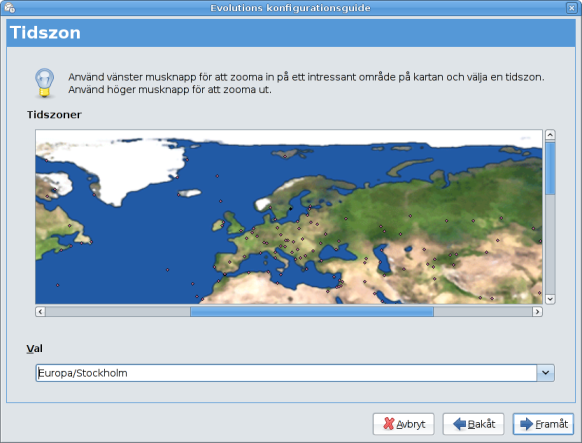 Evolutions konfigurationsguide
Tidszon
Använd vänster musknapp för att zooma in på ett intressant område på kartan och välja en tidszon.
Använd höger musknapp för att zooma ut.
Tidszoner
Val
Europa/Stockholm
Avbryt
Bakåt
Framåt